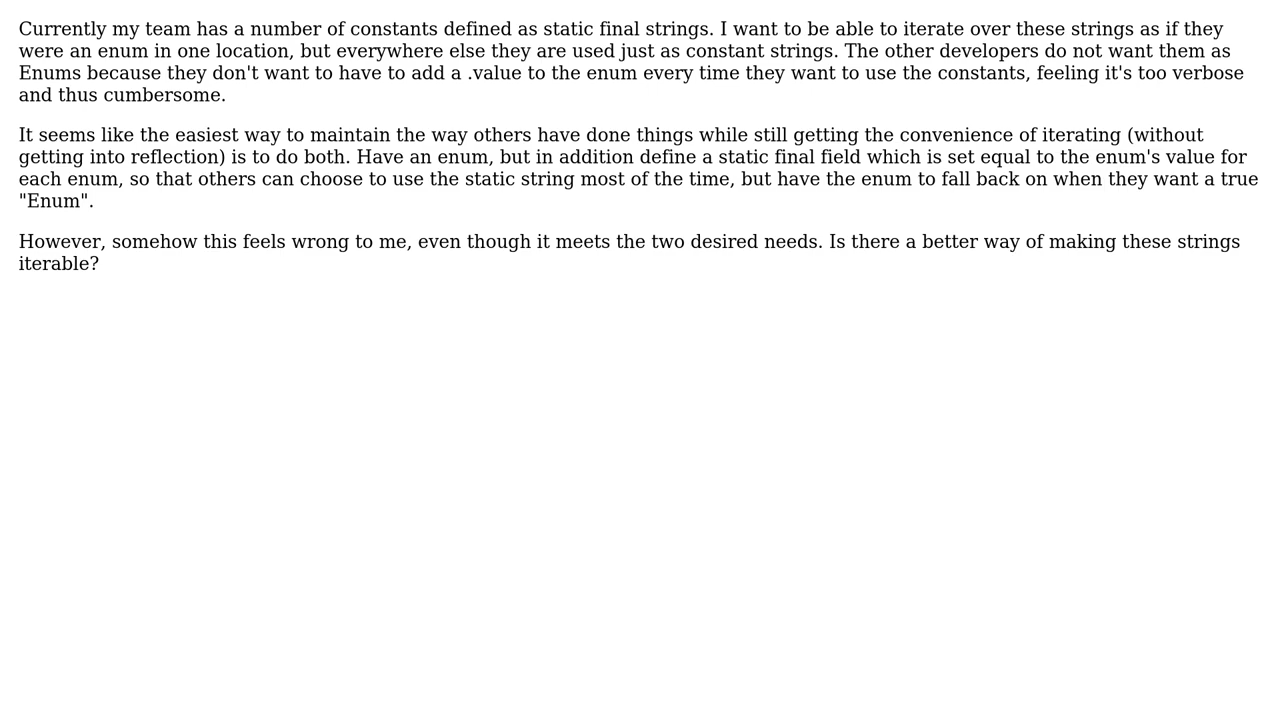 Currently my team has a number of constants defined as static final strings. I want to be able to iterate over these strings as if they
were an enum in one location, but everywhere else they are used just as constant strings. The other developers do not want them as
Enums because they don't want to have to add a .value to the enum every time they want to use the constants, feeling it's too verbose
and thus cumbersome.
It seems like the easiest way to maintain the way others have done things while still getting the convenience of iterating (without
getting into reflection) is to do both. Have an enum, but in addition define a static final field which is set equal to the enum's value for
each enum, so that others can choose to use the static string most of the time, but have the enum to fall back on when they want a true
"Enum".
However, somehow this feels wrong to me, even though it meets the two desired needs. Is there a better way of making these strings
iterable?